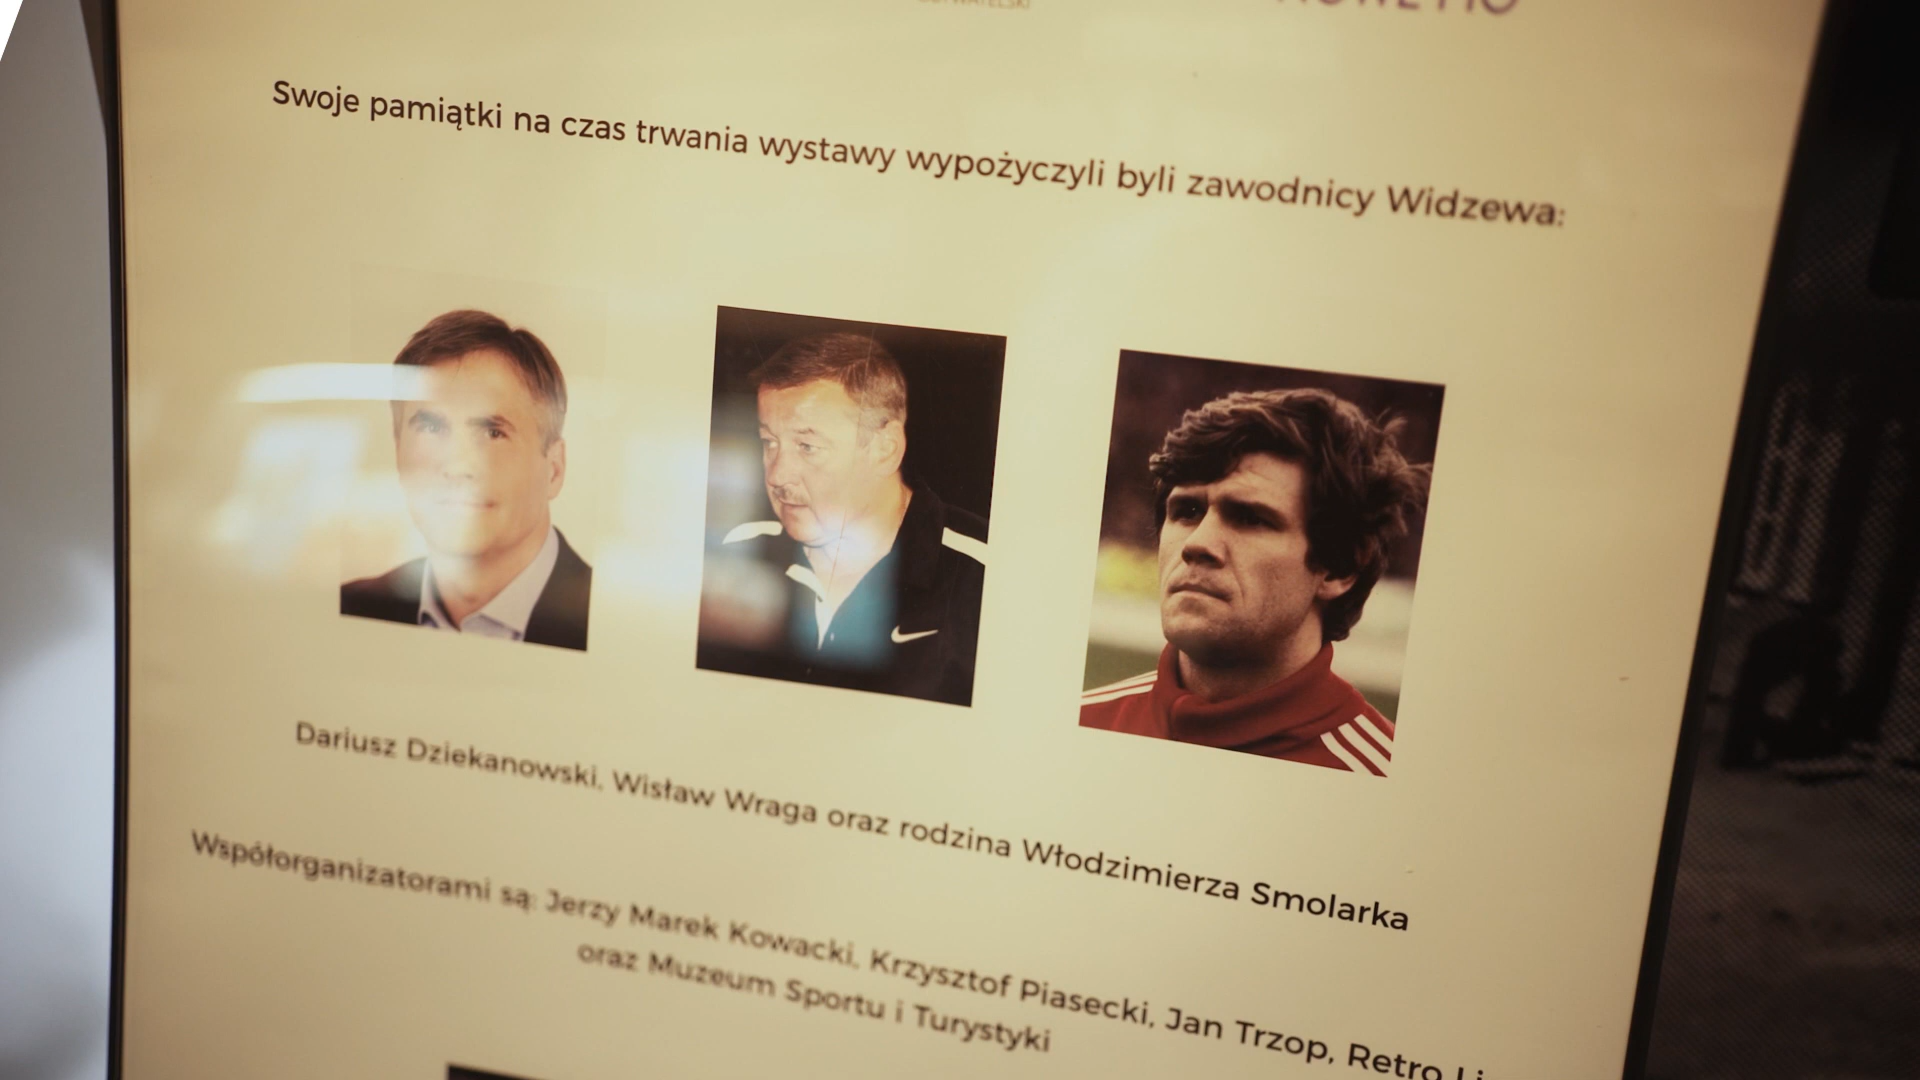 Swoje pamiątki na czas trwania wystawy wypożyczyli byli zawodnicy Widzewa:
Dariusz Dziekanowski, Wisław Wraga oraz rodzina Włodzimierza Smolarka
Współorganizatorami są: Jerzy Marek Kowacki, Krzysztof Piasecki, Jan Trzop, Retro
oraz Muzeum Sportu i Turystyki